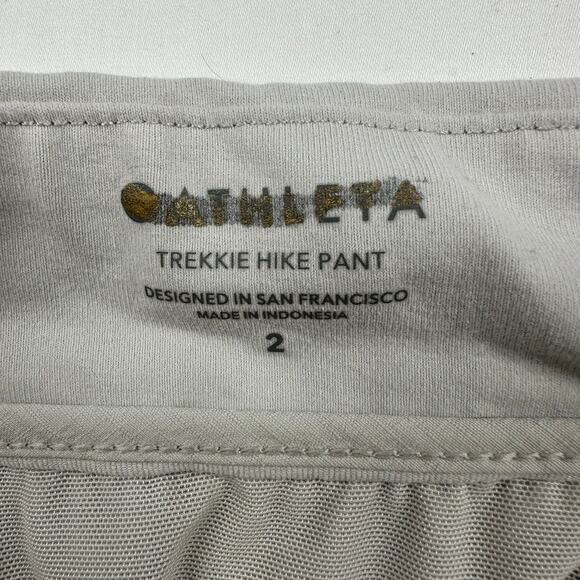 ATHLETA
TREKKIE HIKE PANT
DESIGNED IN SAN FRANCISCO
MADE IN INDONESIA
2